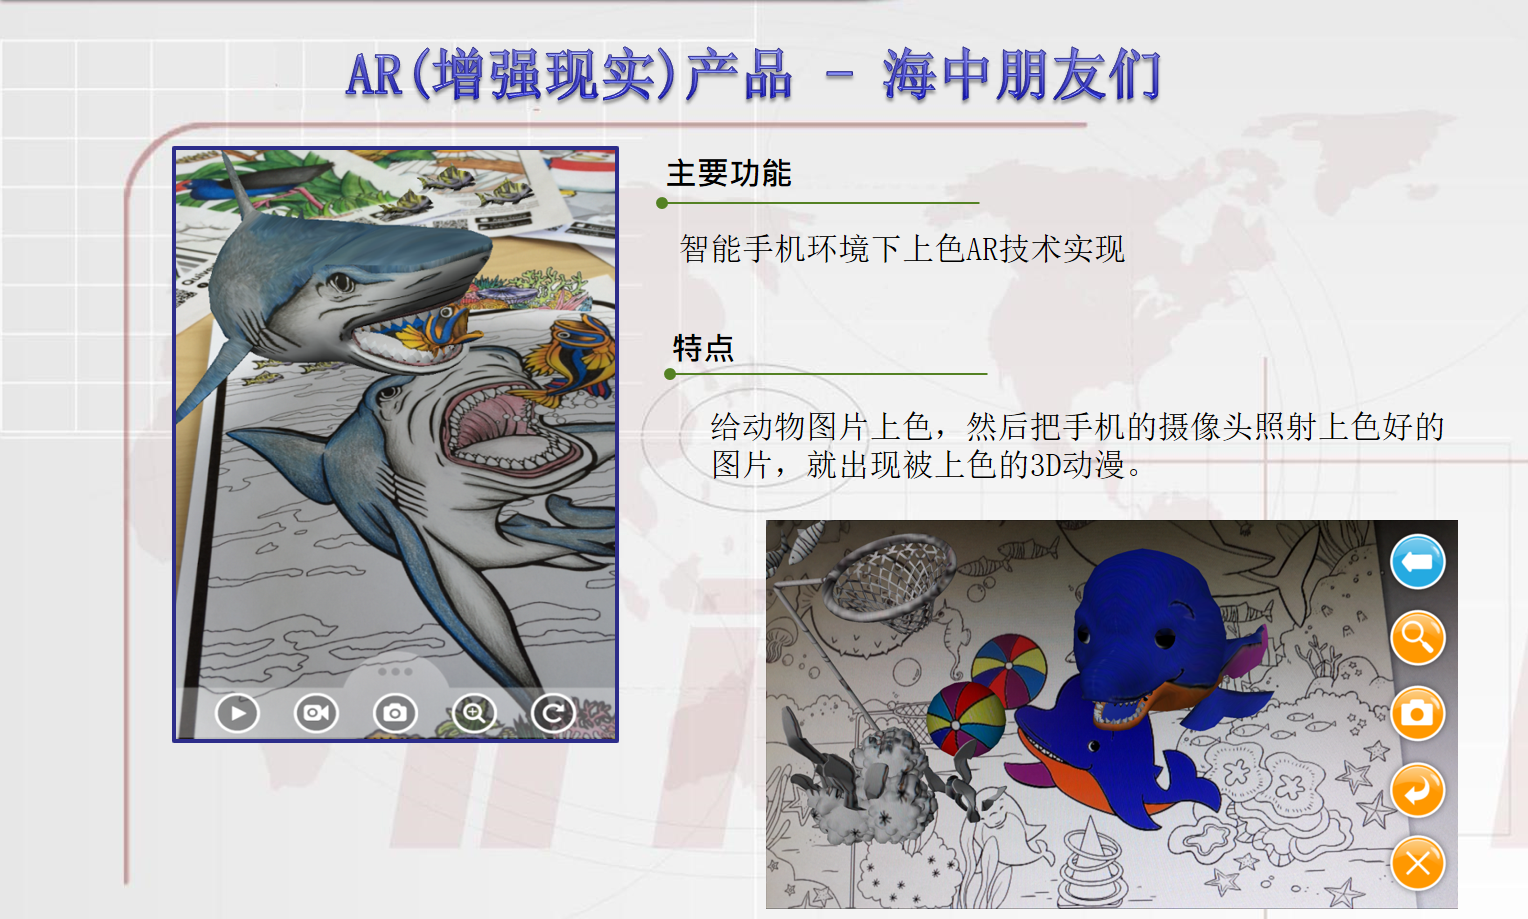 AR(增强现实)产品 - 海中朋友们
主要功能
智能手机环境下上色AR技术实现
特点
给动物图片上色，然后把手机的摄像头照射上色好的
图片，就出现被上色的3D动漫。